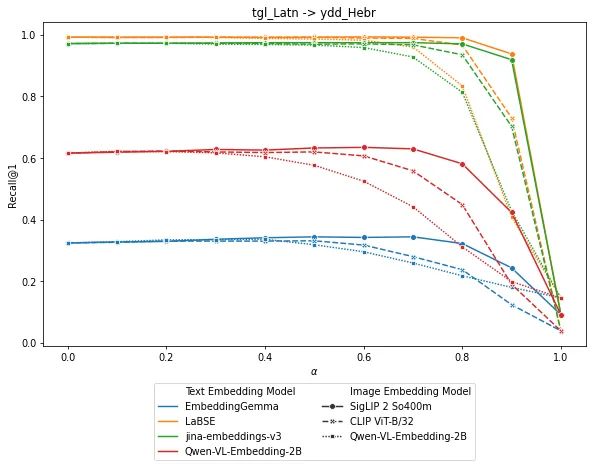 tgl_Latn -> ydd_Hebr
Recall@1
1.0
0.8
0.6
0.4
0.2
0.0
0.0 0.2 0.4 0.6 0.8 1.0
α
Text Embedding Model Image Embedding Model
EmbeddingGemma SigLIP 2 So400m
LaBSE CLIP ViT-B/32
jina-embeddings-v3 Qwen-VL-Embedding-2B
Qwen-VL-Embedding-2B